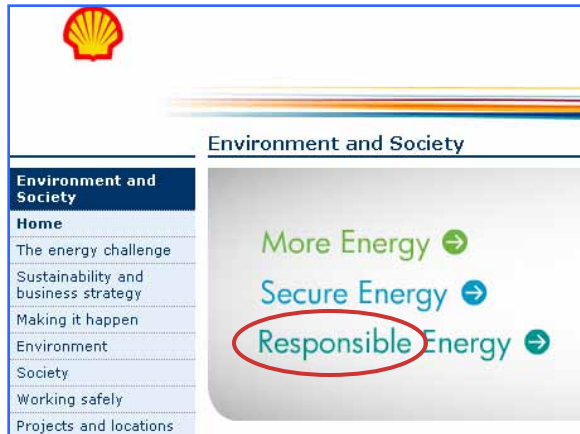 Environment and Society
Environment and
Society
Home
The energy challenge
Sustainability and
business strategy
Making it happen
Environment
Society
Working safely
Projects and locations
More Energy
Secure Energy
Responsible Energy